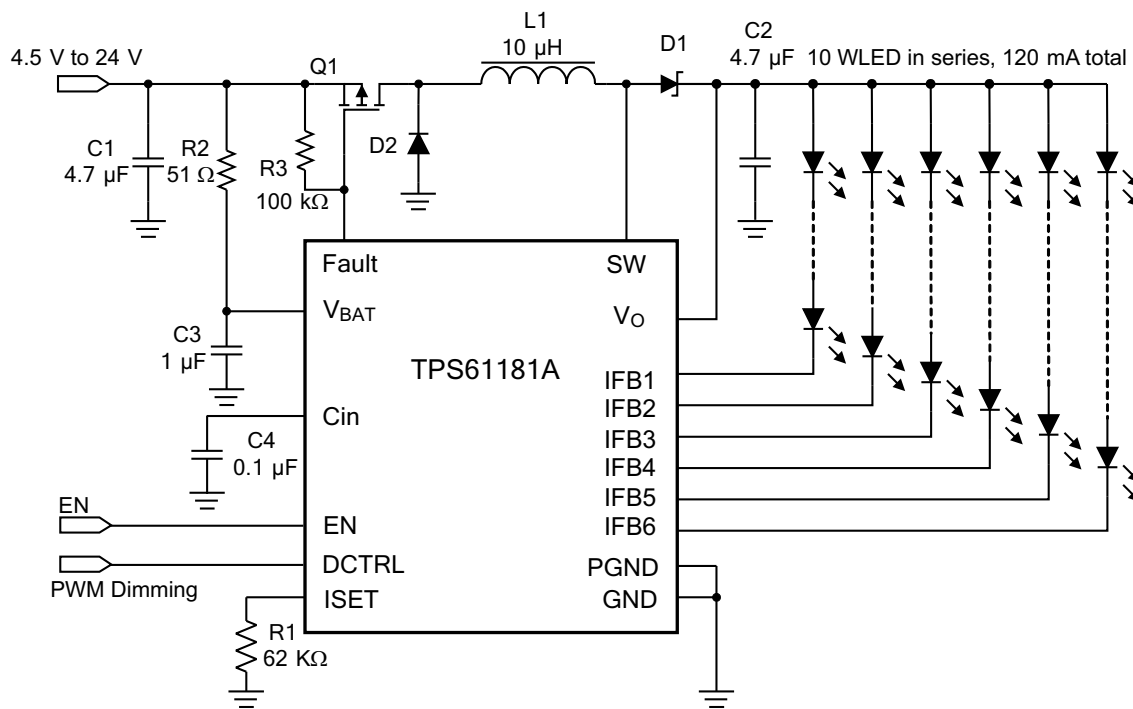 4.5 V to 24 V
Q1
L1
10 µH
D1
C2
4.7 µF
10 WLED in series, 120 mA total
C1
4.7 µF
R2
51 Ω
R3
100 kΩ
D2
Fault
SW
VBAT
VO
C3
1 µF
TPS61181A
IFB1
IFB2
IFB3
IFB4
IFB5
IFB6
Cin
C4
0.1 µF
EN
EN
DCTRL
PWM Dimming
ISET
PGND
GND
R1
62 KΩ